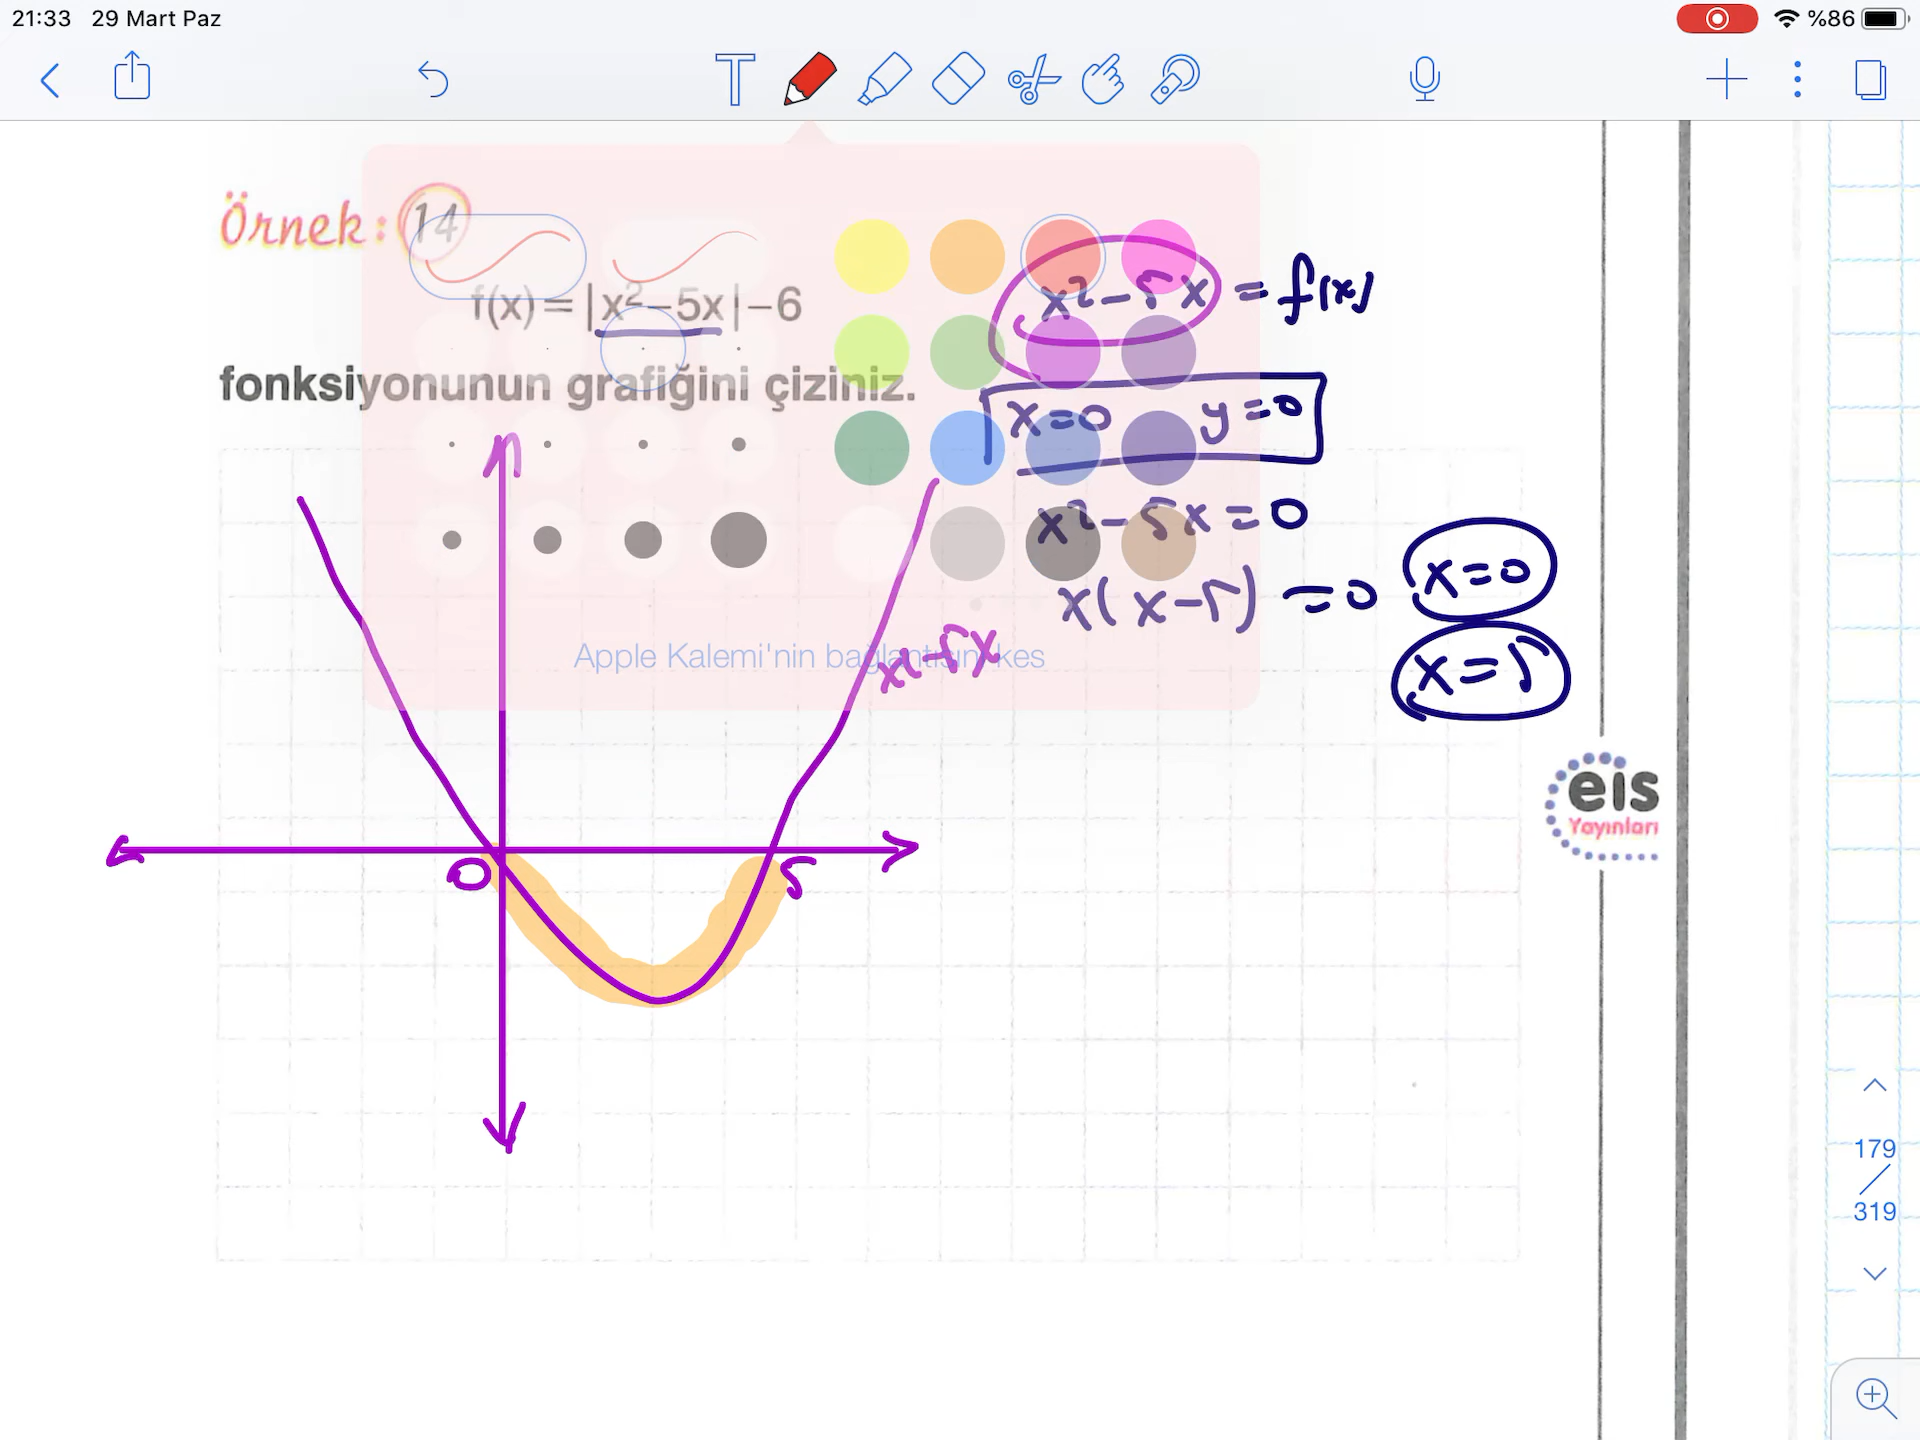 21:33 29 Mart Paz
%86
T
Örnek: 14
f(x) = |x²−5x|−6
fonksiyonunun grafiğini çiziniz.
x²−5x = f(x)
x=0 y=0
x²−5x=0
x(x−5) =0
x=0
x=5
Apple Kalemi'nin bağlantısını kes
x²−5x
0
5
eis
Yayınları
179
319